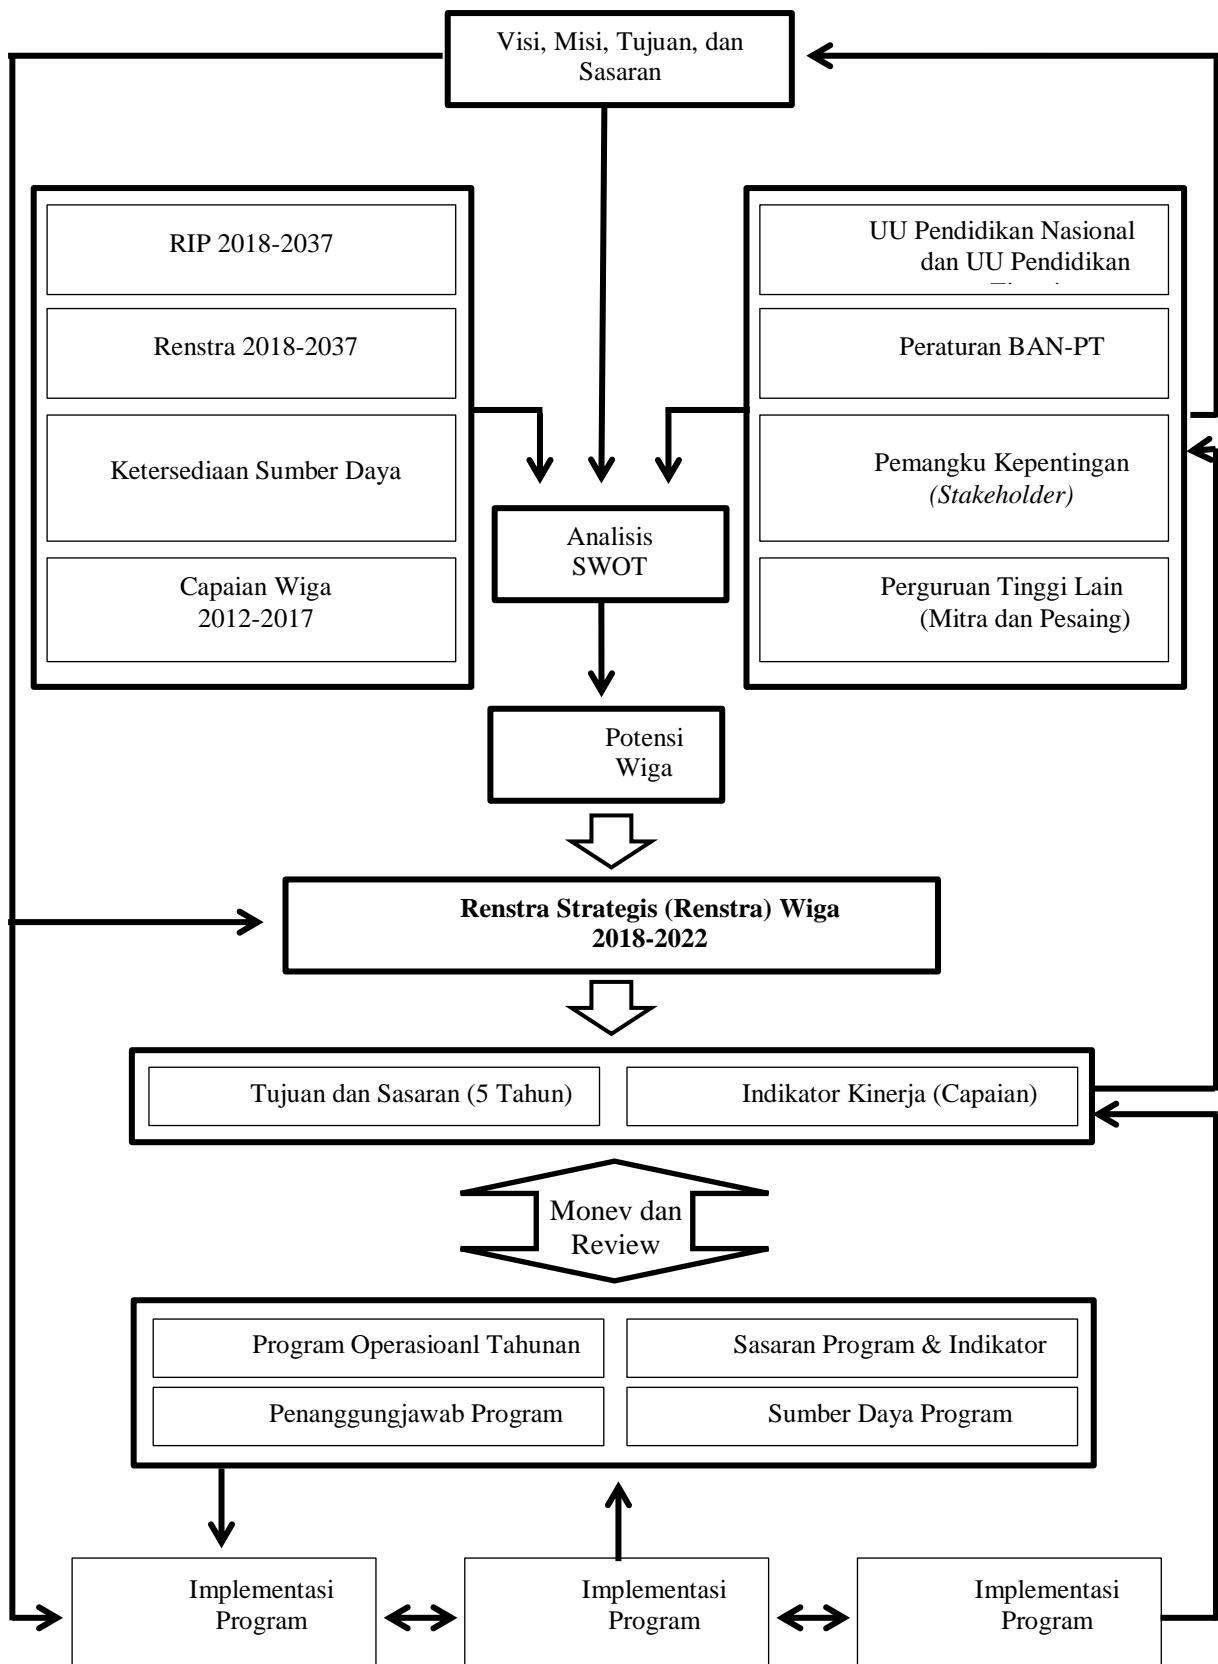 Visi, Misi, Tujuan, dan
Sasaran
RIP 2018-2037
Renstra 2018-2037
Ketersediaan Sumber Daya
Capaian Wiga
2012-2017
UU Pendidikan Nasional
dan UU Pendidikan
Peraturan BAN-PT
Pemangku Kepentingan
(Stakeholder)
Perguruan Tinggi Lain
(Mitra dan Pesaing)
Analisis
SWOT
Potensi
Wiga
Renstra Strategis (Renstra) Wiga
2018-2022
Tujuan dan Sasaran (5 Tahun)
Indikator Kinerja (Capaian)
Monev dan
Review
Program Operasioanl Tahunan
Sasaran Program & Indikator
Penanggungjawab Program
Sumber Daya Program
Implementasi
Program
Implementasi
Program
Implementasi
Program